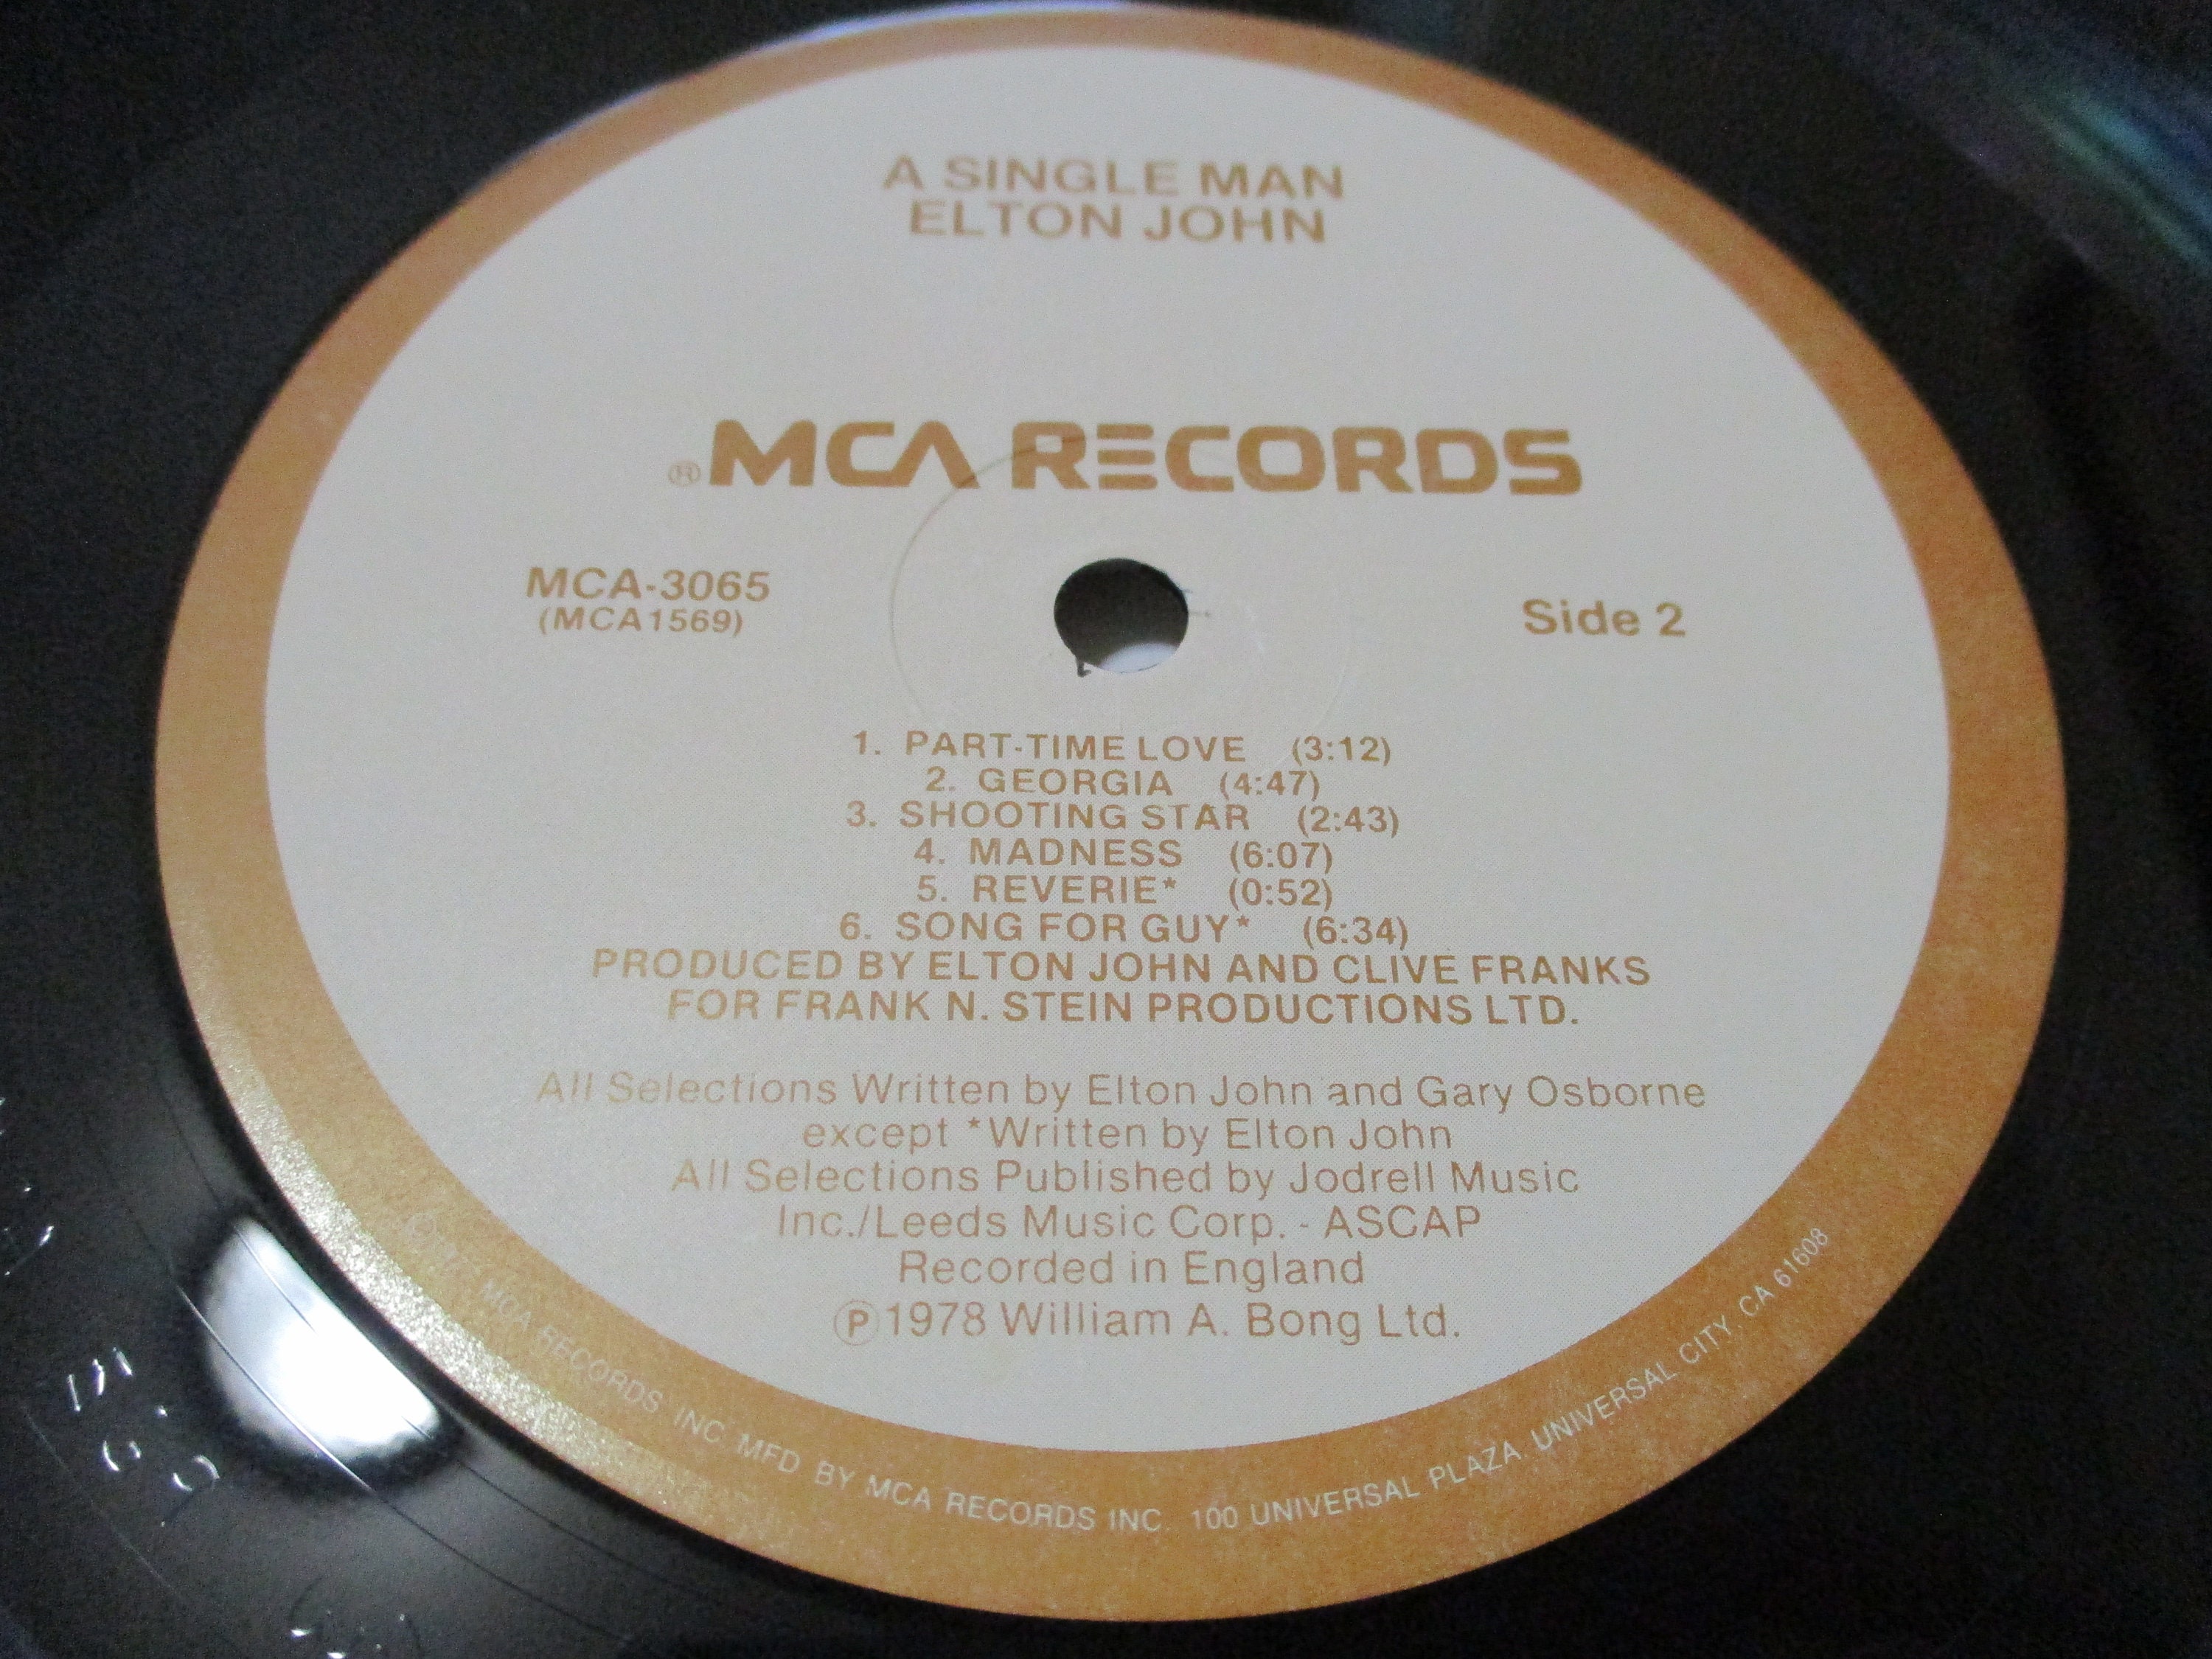 A SINGLE MAN
ELTON JOHN
® MCA RECORDS
MCA-3065
(MCA1569)
Side 2
1. PART-TIME LOVE (3:12)
2. GEORGIA (4:47)
3. SHOOTING STAR (2:43)
4. MADNESS (6:07)
5. REVERIE* (0:52)
6. SONG FOR GUY* (6:34)
PRODUCED BY ELTON JOHN AND CLIVE FRANKS
FOR FRANK N. STEIN PRODUCTIONS LTD.
All Selections Written by Elton John and Gary Osborne
except *Written by Elton John
All Selections Published by Jodrell Music
Inc./Leeds Music Corp. - ASCAP
Recorded in England
℗1978 William A. Bong Ltd.
© MCA RECORDS INC. MFD BY MCA RECORDS INC. 100 UNIVERSAL PLAZA. UNIVERSAL CITY, CA 61608